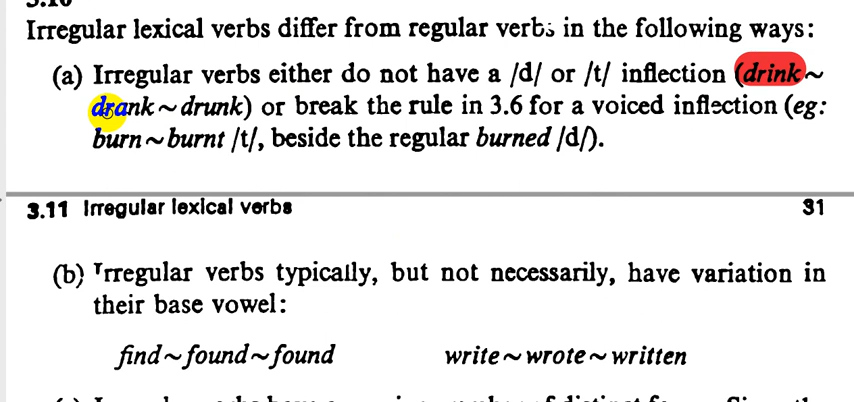 3.10
Irregular lexical verbs differ from regular verbs in the following ways:
(a) Irregular verbs either do not have a /d/ or /t/ inflection (drink ~
drank ~ drunk) or break the rule in 3.6 for a voiced inflection (eg:
burn ~ burnt /t/, beside the regular burned /d/).
3.11 Irregular lexical verbs 31
(b) Irregular verbs typically, but not necessarily, have variation in
their base vowel:
find ~ found ~ found write ~ wrote ~ written